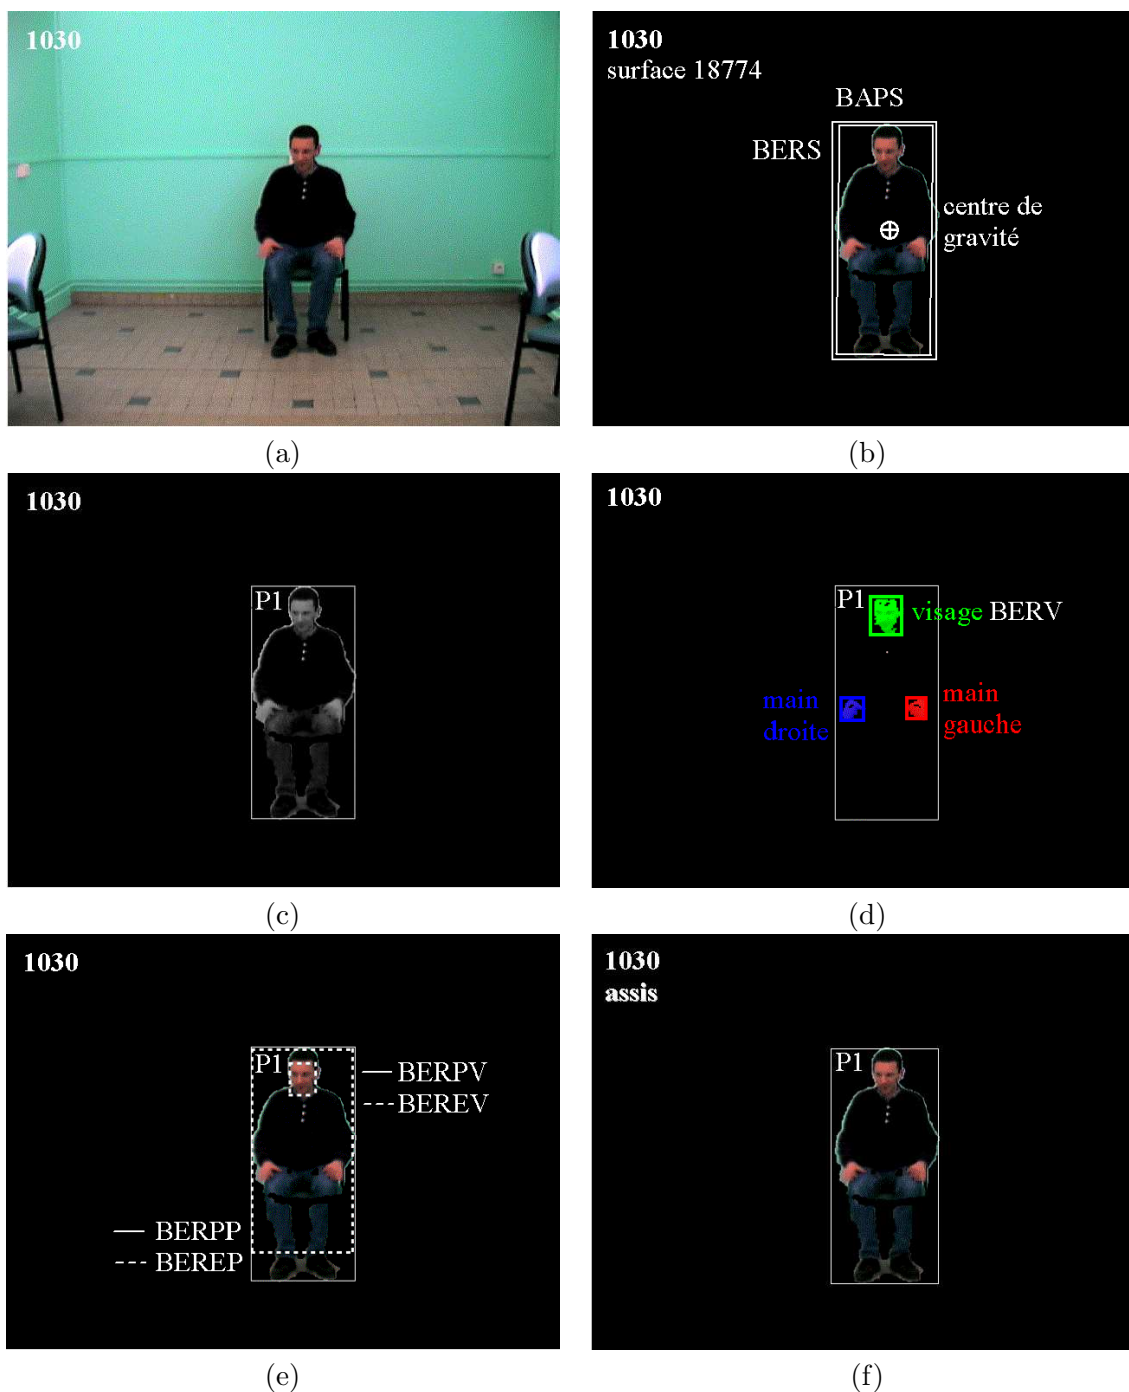 1030
(a)
1030
surface 18774
BAPS
BERS
centre de
gravité
(b)
1030
P1
(c)
1030
P1
visage BERV
main
droite
main
gauche
(d)
1030
P1
BERPV
BEREV
BERPP
BEREP
(e)
1030
assis
P1
(f)